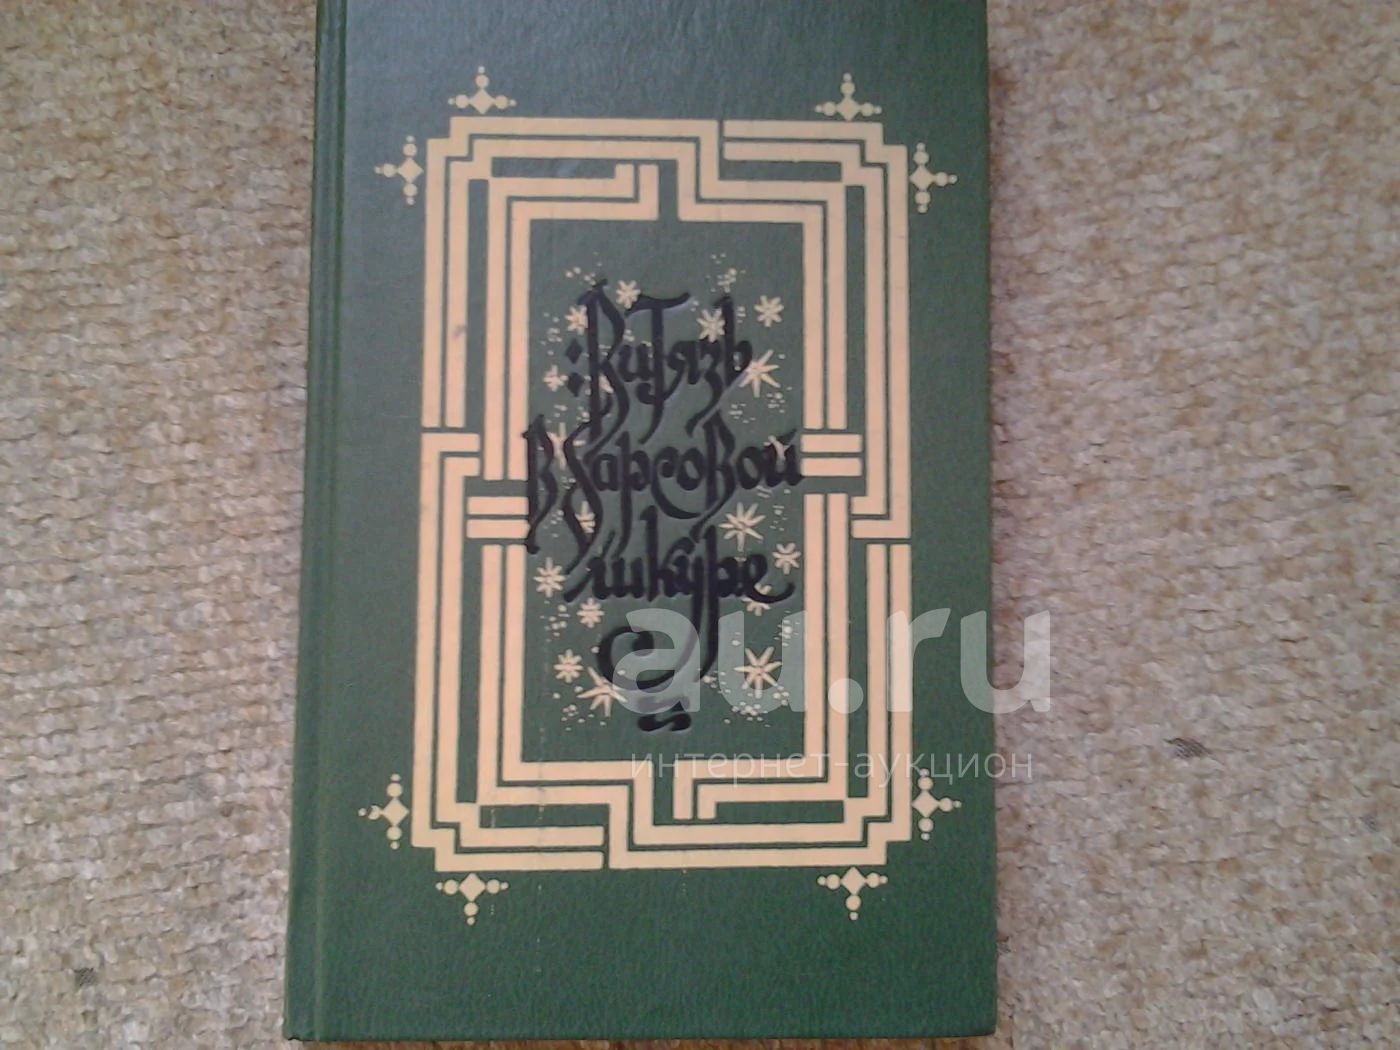 Витязь
в барсовой
шкуре
au.ru
интернет-аукцион